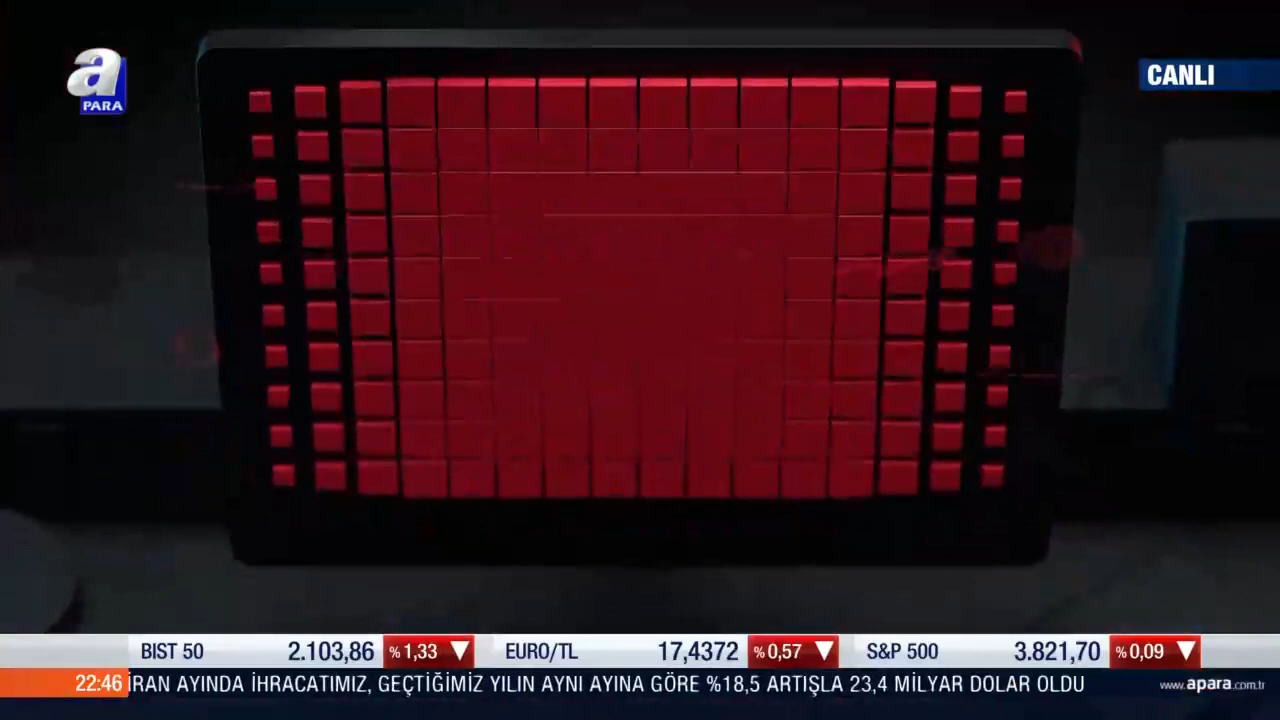 a
PARA
CANLI
BIST 50 2.103,86 %1,33 ▼ EURO/TL 17,4372 %0,57 ▼ S&P 500 3.821,70 %0,09 ▼
22:46 İRAN AYINDA İHRACATIMIZ, GEÇTİĞİMİZ YILIN AYNI AYINA GÖRE %18,5 ARTIŞLA 23,4 MİLYAR DOLAR OLDU www.apara.com.tr